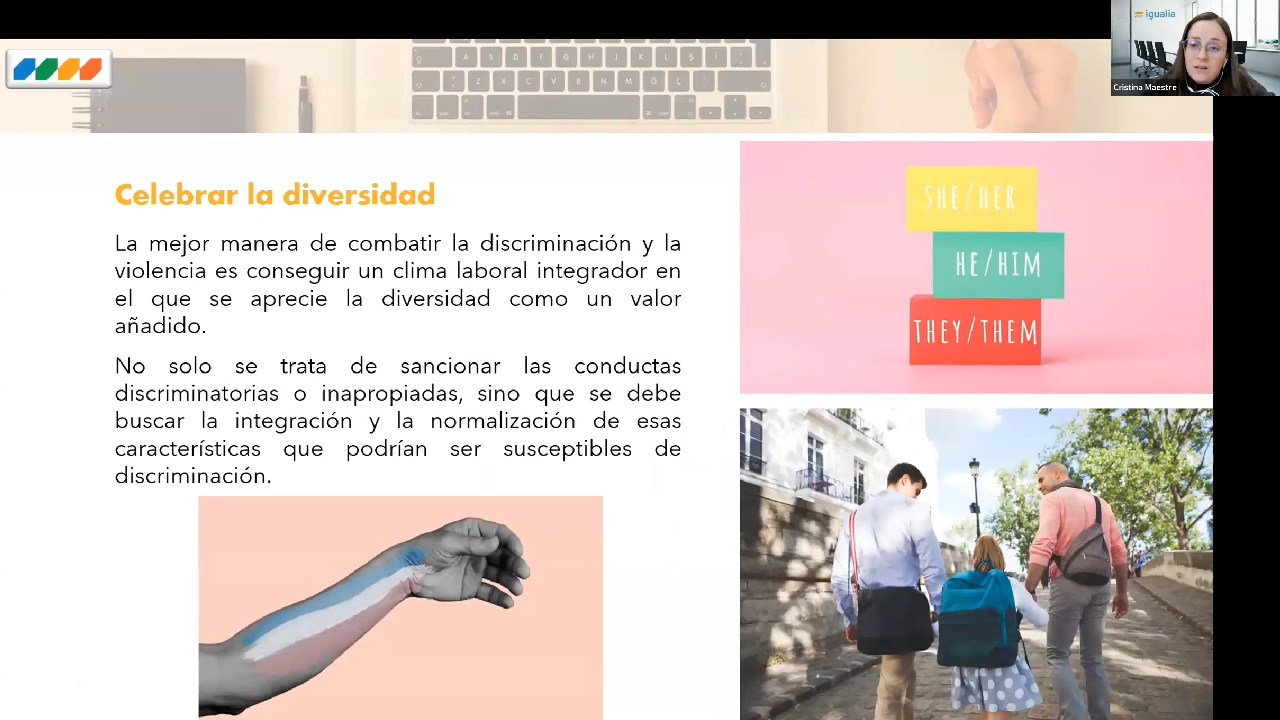 igualia
Cristina Maestre
Celebrar la diversidad
La mejor manera de combatir la discriminación y la
violencia es conseguir un clima laboral integrador en
el que se aprecie la diversidad como un valor
añadido.
No solo se trata de sancionar las conductas
discriminatorias o inapropiadas, sino que se debe
buscar la integración y la normalización de esas
características que podrían ser susceptibles de
discriminación.
SHE/HER
HE/HIM
THEY/THEM